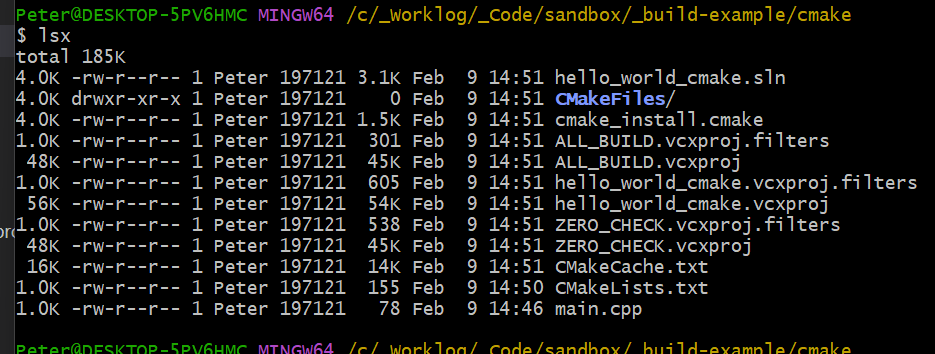 Peter@DESKTOP-5PV6HMC MINGW64 /c/_Worklog/_Code/sandbox/_build-example/cmake
$ lsx
total 185K
4.0K -rw-r--r-- 1 Peter 197121 3.1K Feb  9 14:51 hello_world_cmake.sln
4.0K drwxr-xr-x 1 Peter 197121    0 Feb  9 14:51 CMakeFiles/
4.0K -rw-r--r-- 1 Peter 197121 1.5K Feb  9 14:51 cmake_install.cmake
1.0K -rw-r--r-- 1 Peter 197121  301 Feb  9 14:51 ALL_BUILD.vcxproj.filters
 48K -rw-r--r-- 1 Peter 197121  45K Feb  9 14:51 ALL_BUILD.vcxproj
1.0K -rw-r--r-- 1 Peter 197121  605 Feb  9 14:51 hello_world_cmake.vcxproj.filters
 56K -rw-r--r-- 1 Peter 197121  54K Feb  9 14:51 hello_world_cmake.vcxproj
1.0K -rw-r--r-- 1 Peter 197121  538 Feb  9 14:51 ZERO_CHECK.vcxproj.filters
 48K -rw-r--r-- 1 Peter 197121  45K Feb  9 14:51 ZERO_CHECK.vcxproj
 16K -rw-r--r-- 1 Peter 197121  14K Feb  9 14:51 CMakeCache.txt
1.0K -rw-r--r-- 1 Peter 197121  155 Feb  9 14:50 CMakeLists.txt
1.0K -rw-r--r-- 1 Peter 197121   78 Feb  9 14:46 main.cpp
Peter@DESKTOP-5PV6HMC MINGW64 /c/_Worklog/_Code/sandbox/_build-example/cmake